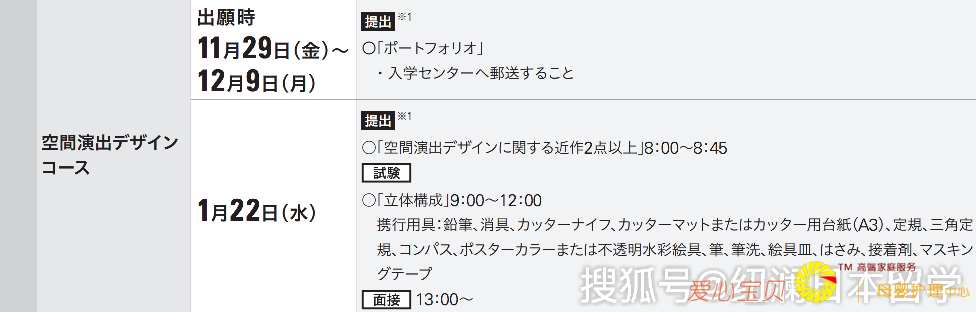 出願時
11月29日（金）～
12月9日（月）
提出 ※1
〇「ポートフォリオ」
・入学センターへ郵送すること
空間演出デザイン
コース
1月22日（水）
提出 ※1
〇「空間演出デザインに関する近作2点以上」8：00～8：45
試験
〇「立体構成」9：00～12：00
携行用具：鉛筆、消具、カッターナイフ、カッターマットまたはカッター用台紙（A3）、定規、三角定
規、コンパス、ポスターカラーまたは不透明水彩絵具、筆、筆洗、絵具皿、はさみ、接着剤、マスキン
グテープ
面接 13：00～
搜狐号@纽澜日本留学
爱心宝贝
TM 高端家庭服务
母婴护理中心